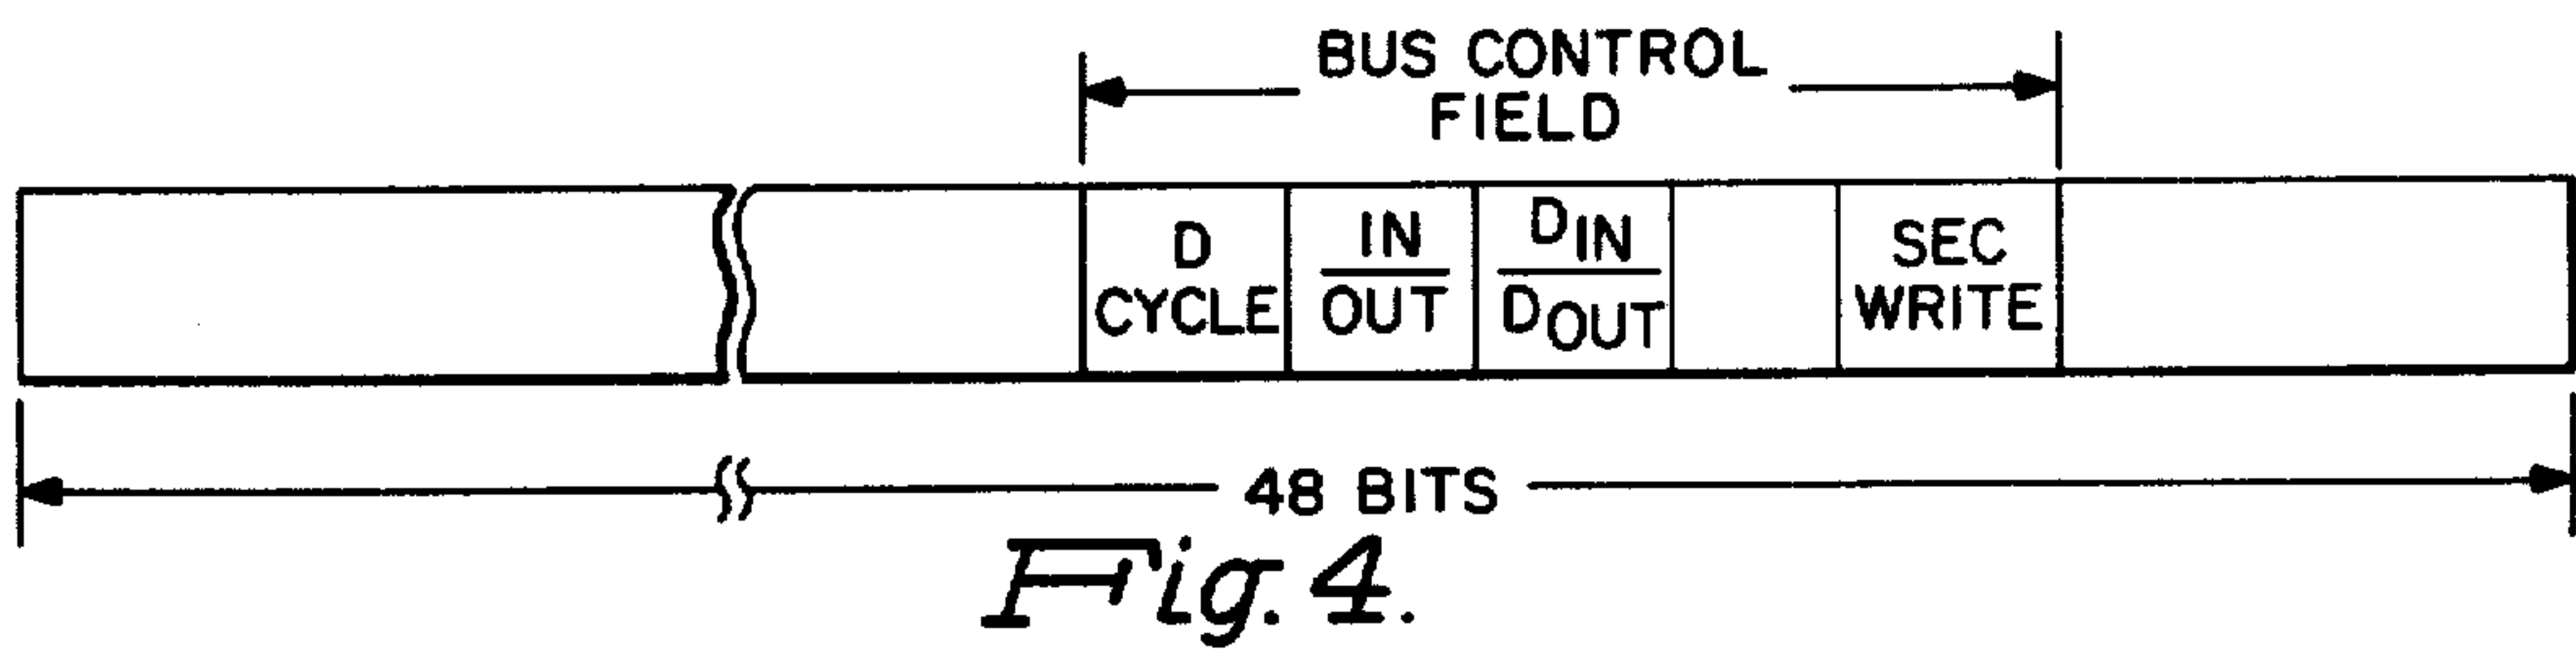 BUS CONTROL
FIELD
D
CYCLE
IN
OUT
DIN
DOUT
SEC
WRITE
48 BITS
Fig. 4.